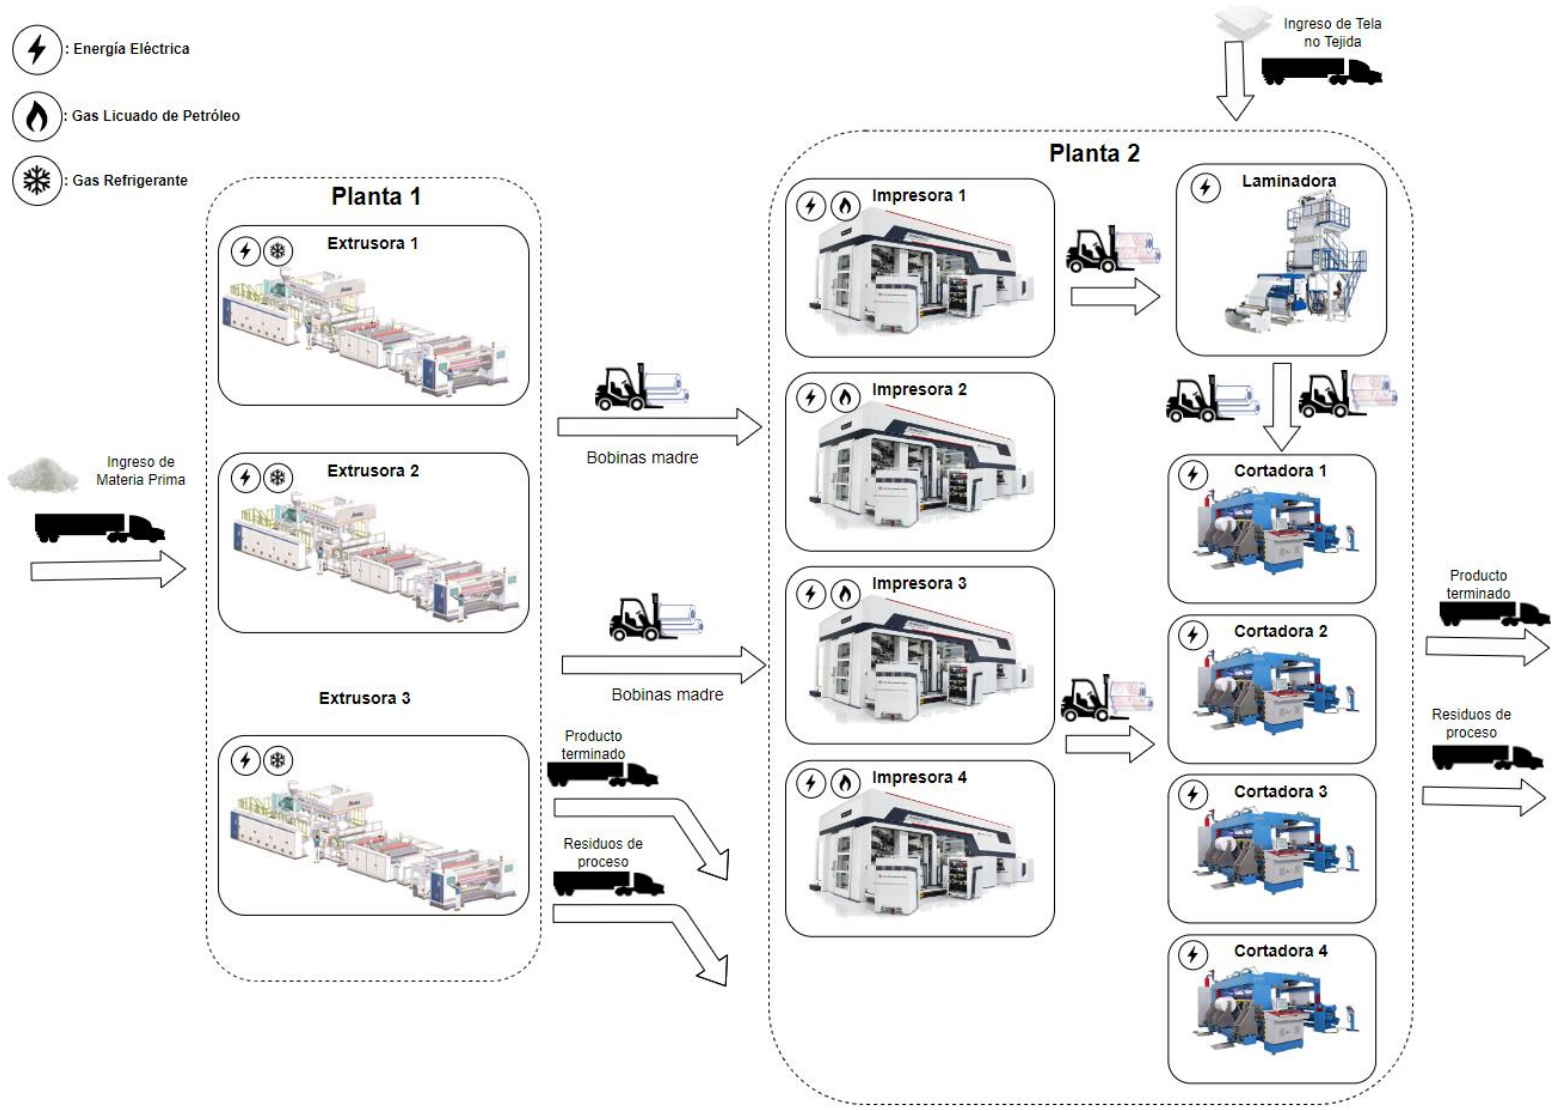 : Energía Eléctrica
: Gas Licuado de Petróleo
: Gas Refrigerante
Ingreso de Tela
no Tejida
Planta 1
Planta 2
Extrusora 1
Extrusora 2
Extrusora 3
Ingreso de
Materia Prima
Bobinas madre
Bobinas madre
Producto
terminado
Residuos de
proceso
Impresora 1
Impresora 2
Impresora 3
Impresora 4
Laminadora
Cortadora 1
Cortadora 2
Cortadora 3
Cortadora 4
Producto
terminado
Residuos de
proceso